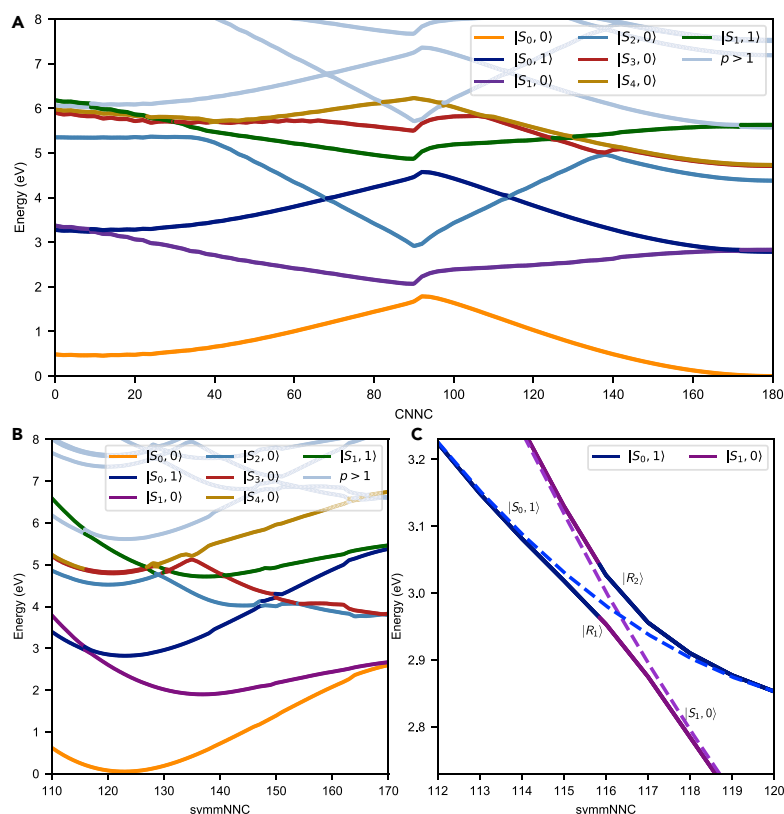 A
8
7
6
5
4
3
2
1
0
Energy (eV)
|S₀, 0⟩ |S₂, 0⟩ |S₁, 1⟩
|S₀, 1⟩ |S₃, 0⟩ p > 1
|S₁, 0⟩ |S₄, 0⟩
0 20 40 60 80 100 120 140 160 180
CNNC
B
8
7
6
5
4
3
2
1
0
Energy (eV)
|S₀, 0⟩ |S₂, 0⟩ |S₁, 1⟩
|S₀, 1⟩ |S₃, 0⟩ p > 1
|S₁, 0⟩ |S₄, 0⟩
110 120 130 140 150 160 170
svmmNNC
C
3.2
3.1
3.0
2.9
2.8
Energy (eV)
|S₀, 1⟩ |S₁, 0⟩
|S₀, 1⟩
|R₂⟩
|R₁⟩
|S₁, 0⟩
112 113 114 115 116 117 118 119 120
svmmNNC